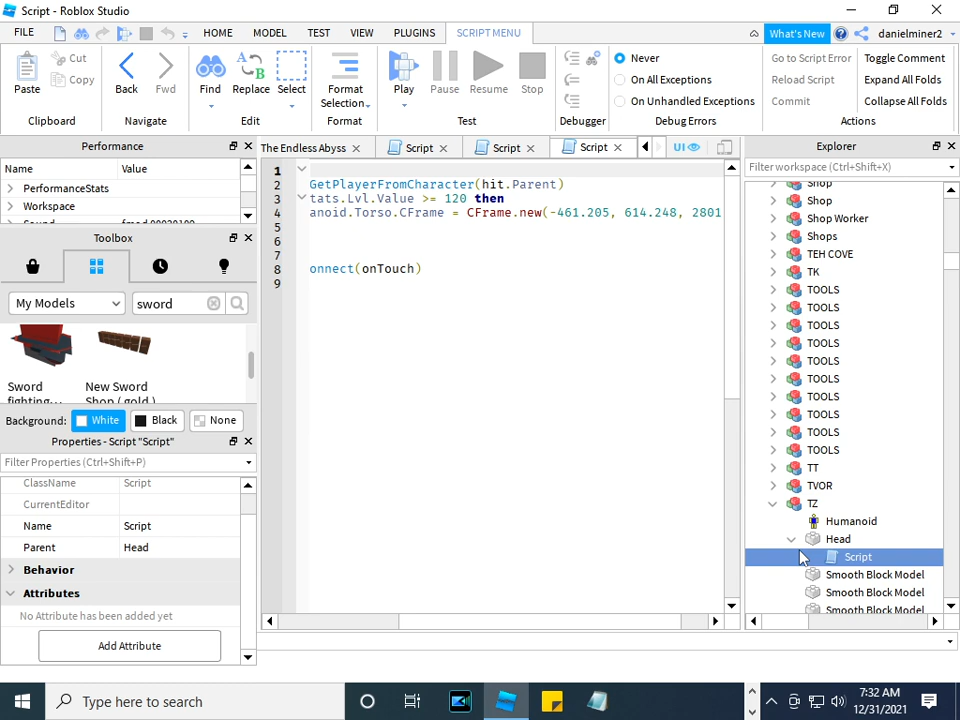 Script - Roblox Studio
FILE HOME MODEL TEST VIEW PLUGINS SCRIPT MENU What's New danielminer2
Paste Cut Copy Clipboard
Back Fwd Navigate
Find Replace Select Edit
Format Selection Format
Play Pause Resume Stop Test
Debugger
Never
On All Exceptions
On Unhandled Exceptions
Debug Errors
Go to Script Error
Reload Script
Commit
Toggle Comment
Expand All Folds
Collapse All Folds
Actions
Performance
Name Value
PerformanceStats
Workspace
Toolbox
My Models sword
Sword fighting...
New Sword Shop ( gold )
Background: White Black None
Properties - Script "Script"
Filter Properties (Ctrl+Shift+P)
ClassName Script
CurrentEditor
Name Script
Parent Head
Behavior
Attributes
No Attribute has been added yet
Add Attribute
The Endless Abyss Script Script Script UI
1
2 GetPlayerFromCharacter(hit.Parent)
3 tats.Lvl.Value >= 120 then
4 anoid.Torso.CFrame = CFrame.new(-461.205, 614.248, 2801
5
6
7
8 onnect(onTouch)
9
Explorer
Filter workspace (Ctrl+Shift+X)
Shop
Shop
Shop Worker
Shops
TEH COVE
TK
TOOLS
TOOLS
TOOLS
TOOLS
TOOLS
TOOLS
TOOLS
TOOLS
TOOLS
TOOLS
TT
TVOR
TZ
Humanoid
Head
Script
Smooth Block Model
Smooth Block Model
Smooth Block Model
Type here to search
7:32 AM
12/31/2021